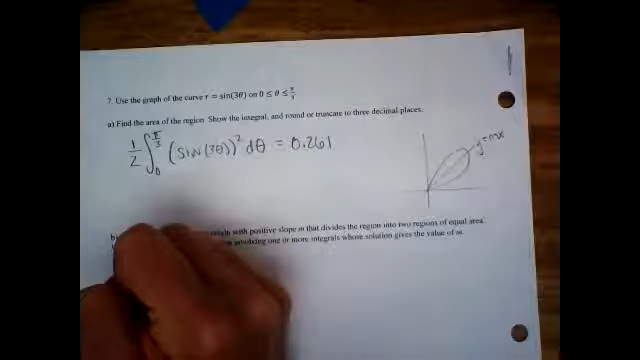 7. Use the graph of the curve r = sin(3θ) on 0 ≤ θ ≤ π/3
a) Find the area of the region. Show the integral, and round or truncate to three decimal places.
1/2 ∫₀^(π/3) (sin(3θ))² dθ = 0.261
y=mx
with positive slope m that divides the region into two regions of equal area.
involving one or more integrals whose solution gives the value of m.